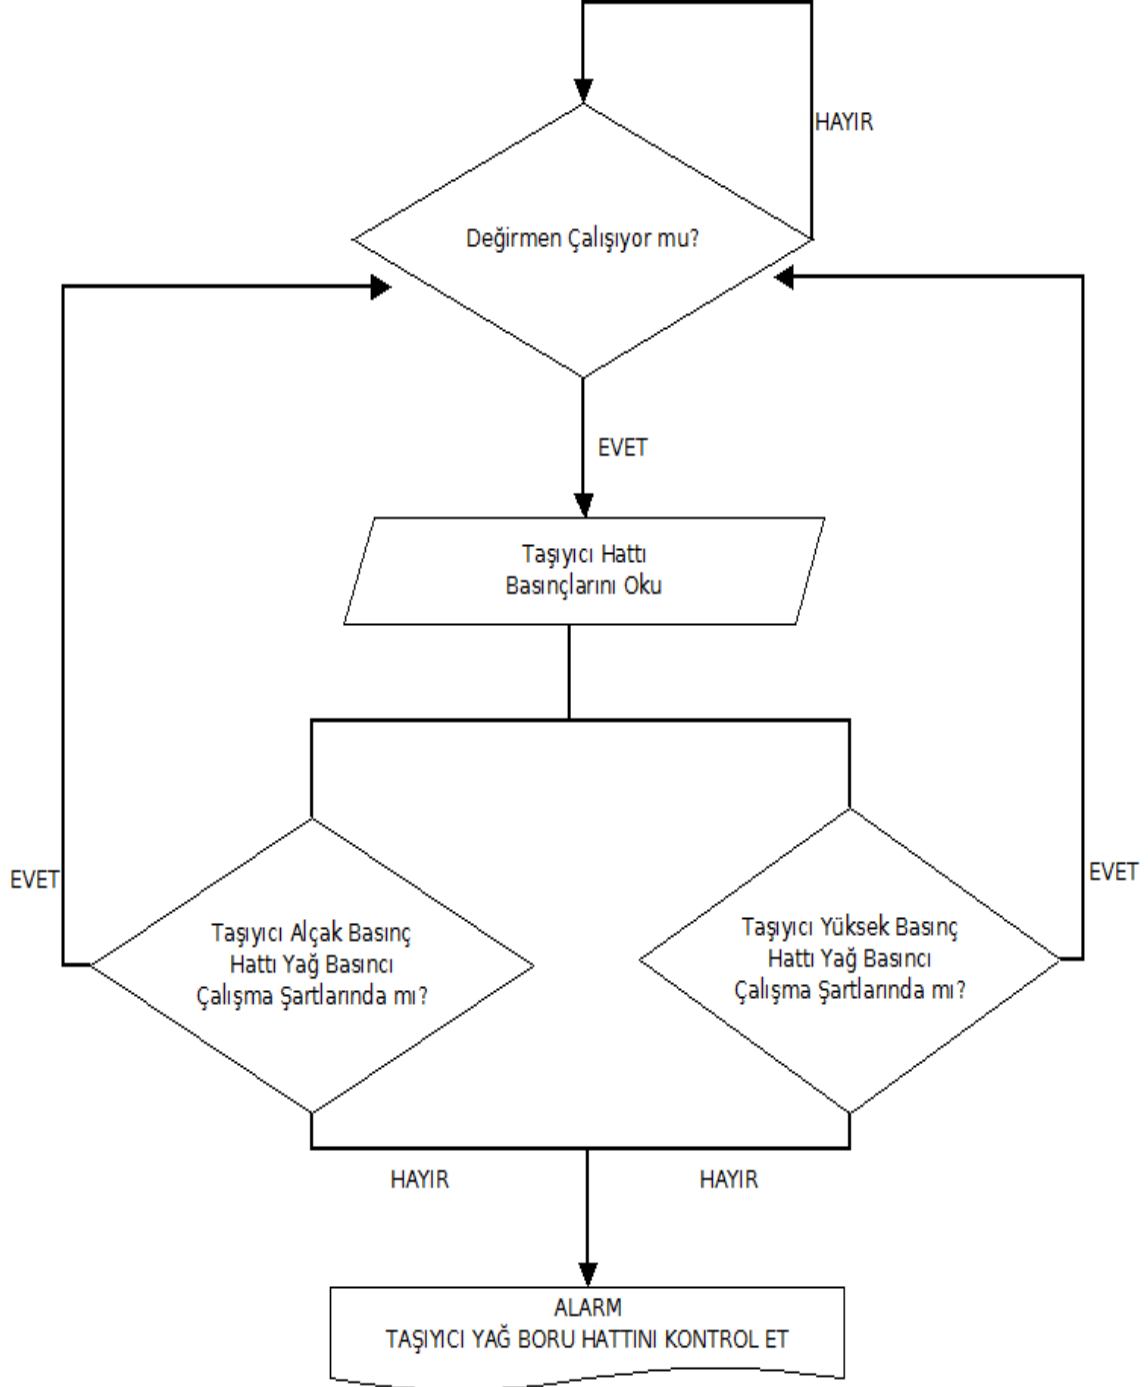 HAYIR
Değirmen Çalışıyor mu?
EVET
Taşıyıcı Hattı
Basınçlarını Oku
EVET
Taşıyıcı Alçak Basınç
Hattı Yağ Basıncı
Çalışma Şartlarında mı?
Taşıyıcı Yüksek Basınç
Hattı Yağ Basıncı
Çalışma Şartlarında mı?
EVET
HAYIR
HAYIR
ALARM
TAŞIYICI YAĞ BORU HATTINI KONTROL ET